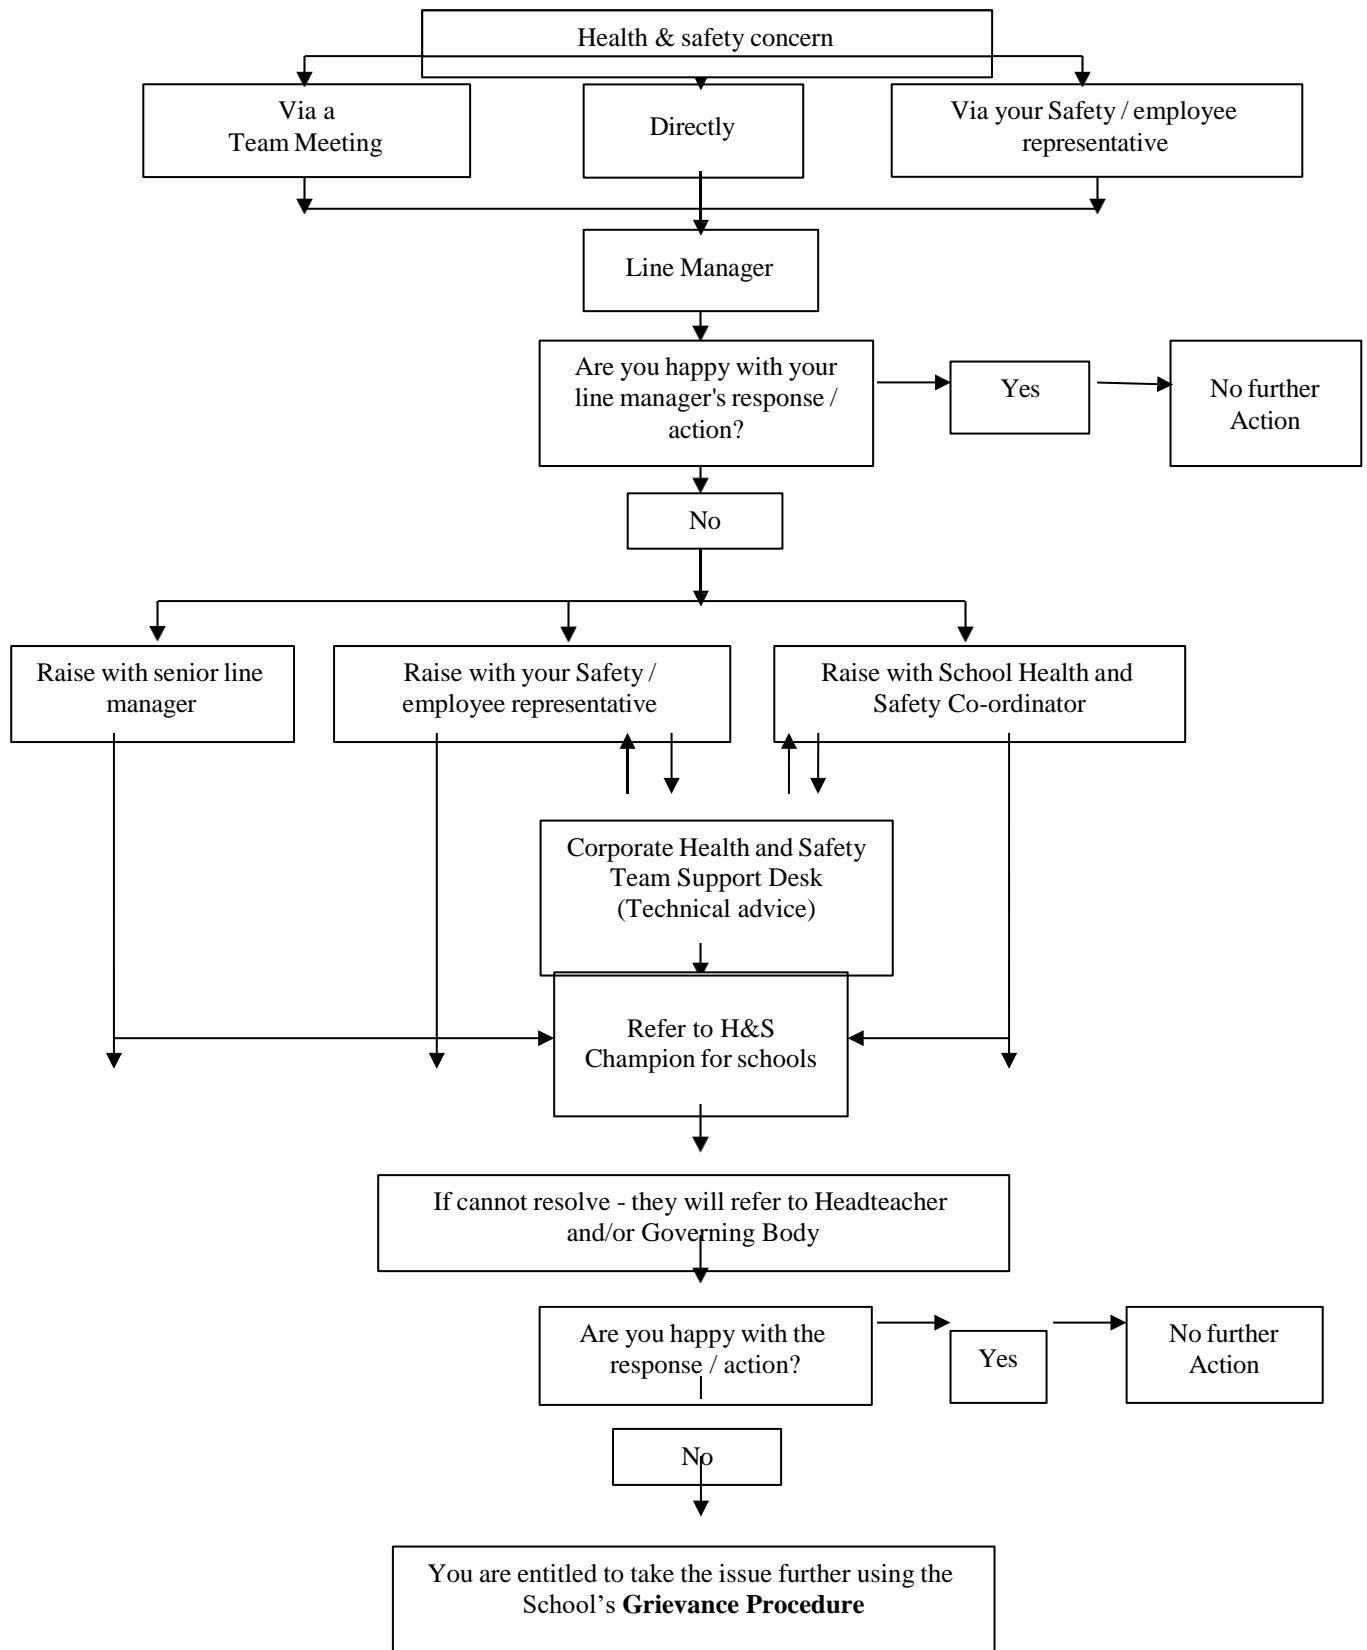 Health & safety concern
Via a
Team Meeting
Directly
Via your Safety / employee
representative
Line Manager
Are you happy with your
line manager's response /
action?
Yes
No further
Action
No
Raise with senior line
manager
Raise with your Safety /
employee representative
Raise with School Health and
Safety Co-ordinator
Corporate Health and Safety
Team Support Desk
(Technical advice)
Refer to H&S
Champion for schools
If cannot resolve - they will refer to Headteacher
and/or Governing Body
Are you happy with the
response / action?
Yes
No further
Action
No
You are entitled to take the issue further using the
School’s Grievance Procedure